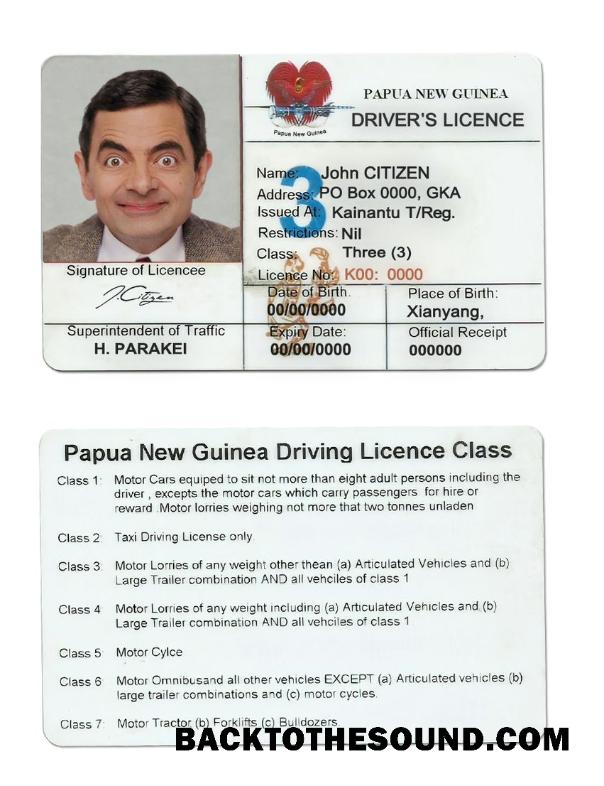 Papua New Guinea
PAPUA NEW GUINEA
DRIVER'S LICENCE
3
Name: John CITIZEN
Address: PO Box 0000, GKA
Issued At: Kainantu T/Reg.
Restrictions: Nil
Class: Three (3)
Licence No: K00: 0000
Signature of Licencee
J.Citizen
Date of Birth.
00/00/0000
Place of Birth:
Xianyang,
Superintendent of Traffic
H. PARAKEI
Expiry Date:
00/00/0000
Official Receipt
000000
Papua New Guinea Driving Licence Class
Class 1: Motor Cars equiped to sit not more than eight adult persons including the
driver , excepts the motor cars which carry passengers for hire or
reward .Motor lorries weighing not more that two tonnes unladen
Class 2: Taxi Driving License only
Class 3: Motor Lorries of any weight other thean (a) Articulated Vehicles and (b)
Large Trailer combination AND all vehciles of class 1
Class 4: Motor Lorries of any weight including (a) Articulated Vehicles and (b)
Large Trailer combination AND all vehciles of class 1
Class 5: Motor Cylce
Class 6: Motor Omnibusand all other vehicles EXCEPT (a) Articulated vehicles (b)
large trailer combinations and (c) motor cycles.
Class 7: Motor Tractor (b) Forklifts (c) Bulldozers.
BACKTOTHESOUND.COM